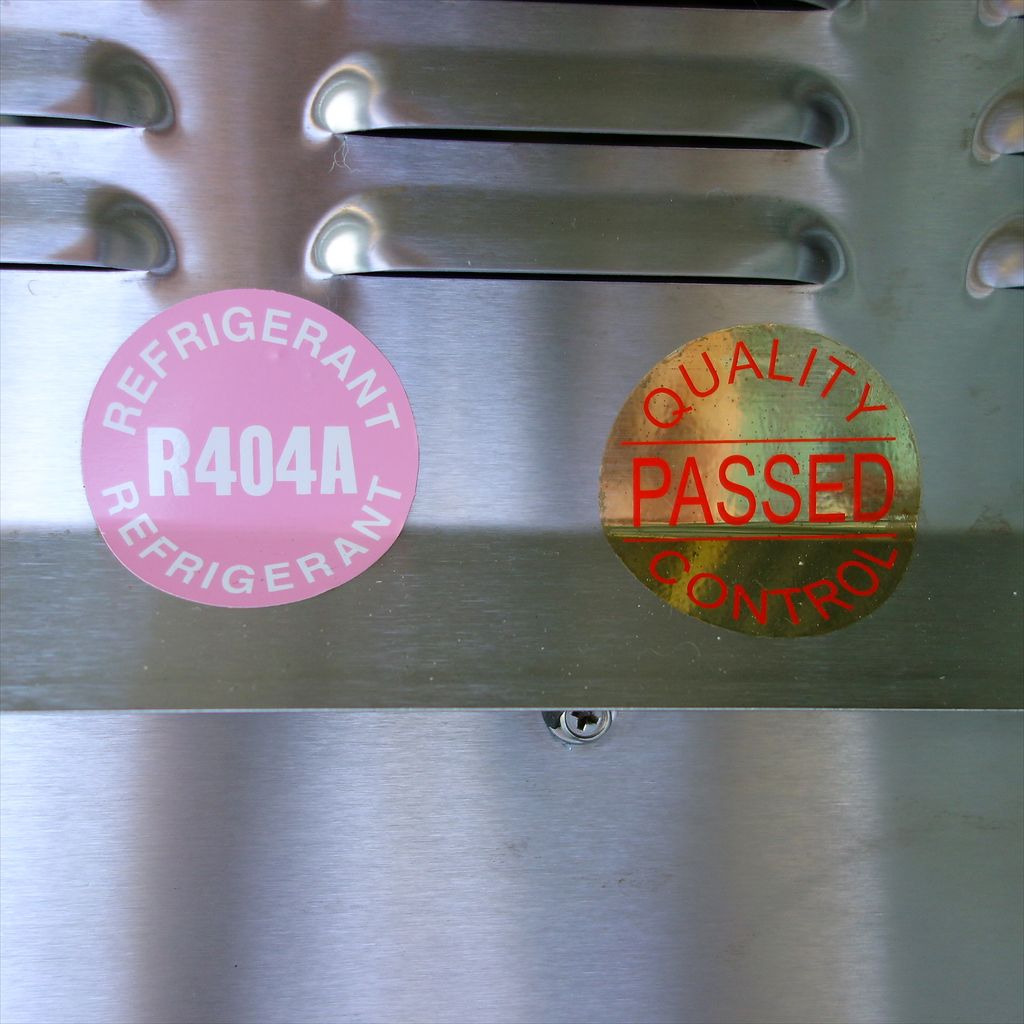 REFRIGERANT
R404A
REFRIGERANT
QUALITY
PASSED
CONTROL